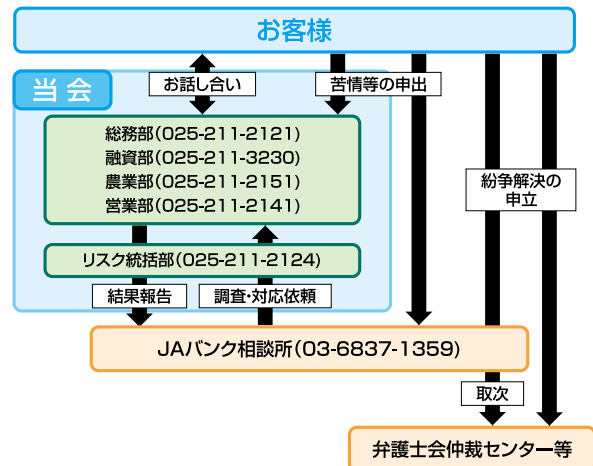 お客様
当会
お話し合い
苦情等の申出
総務部(025-211-2121)
融資部(025-211-3230)
農業部(025-211-2151)
営業部(025-211-2141)
紛争解決の
申立
リスク統括部(025-211-2124)
結果報告
調査・対応依頼
JAバンク相談所(03-6837-1359)
取次
弁護士会仲裁センター等